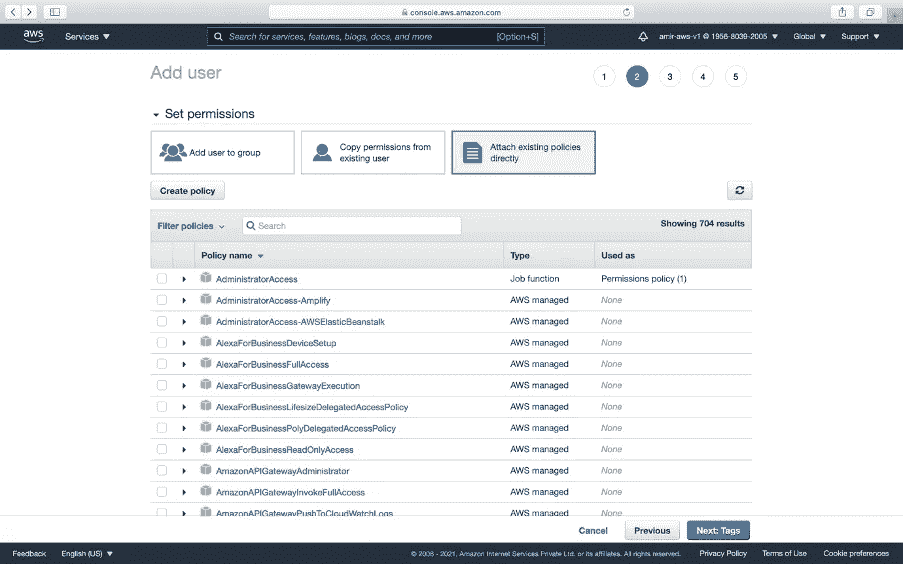 console.aws.amazon.com
aws Services Search for services, features, blogs, docs, and more [Option+S] amir-aws-v1 @ 1956-8039-2005 Global Support
Add user 1 2 3 4 5
Set permissions
Add user to group
Copy permissions from
existing user
Attach existing policies
directly
Create policy
Filter policies Search Showing 704 results
Policy name Type Used as
AdministratorAccess Job function Permissions policy (1)
AdministratorAccess-Amplify AWS managed None
AdministratorAccess-AWSElasticBeanstalk AWS managed None
AlexaForBusinessDeviceSetup AWS managed None
AlexaForBusinessFullAccess AWS managed None
AlexaForBusinessGatewayExecution AWS managed None
AlexaForBusinessLifesizeDelegatedAccessPolicy AWS managed None
AlexaForBusinessPolyDelegatedAccessPolicy AWS managed None
AlexaForBusinessReadOnlyAccess AWS managed None
AmazonAPIGatewayAdministrator AWS managed None
AmazonAPIGatewayInvokeFullAccess AWS managed None
AmazonAPIGatewayPushToCloudWatchLogs AWS managed None
Cancel Previous Next: Tags
Feedback English (US) © 2006 - 2021, Amazon Internet Services Private Ltd. or its affiliates. All rights reserved. Privacy Policy Terms of Use Cookie preferences